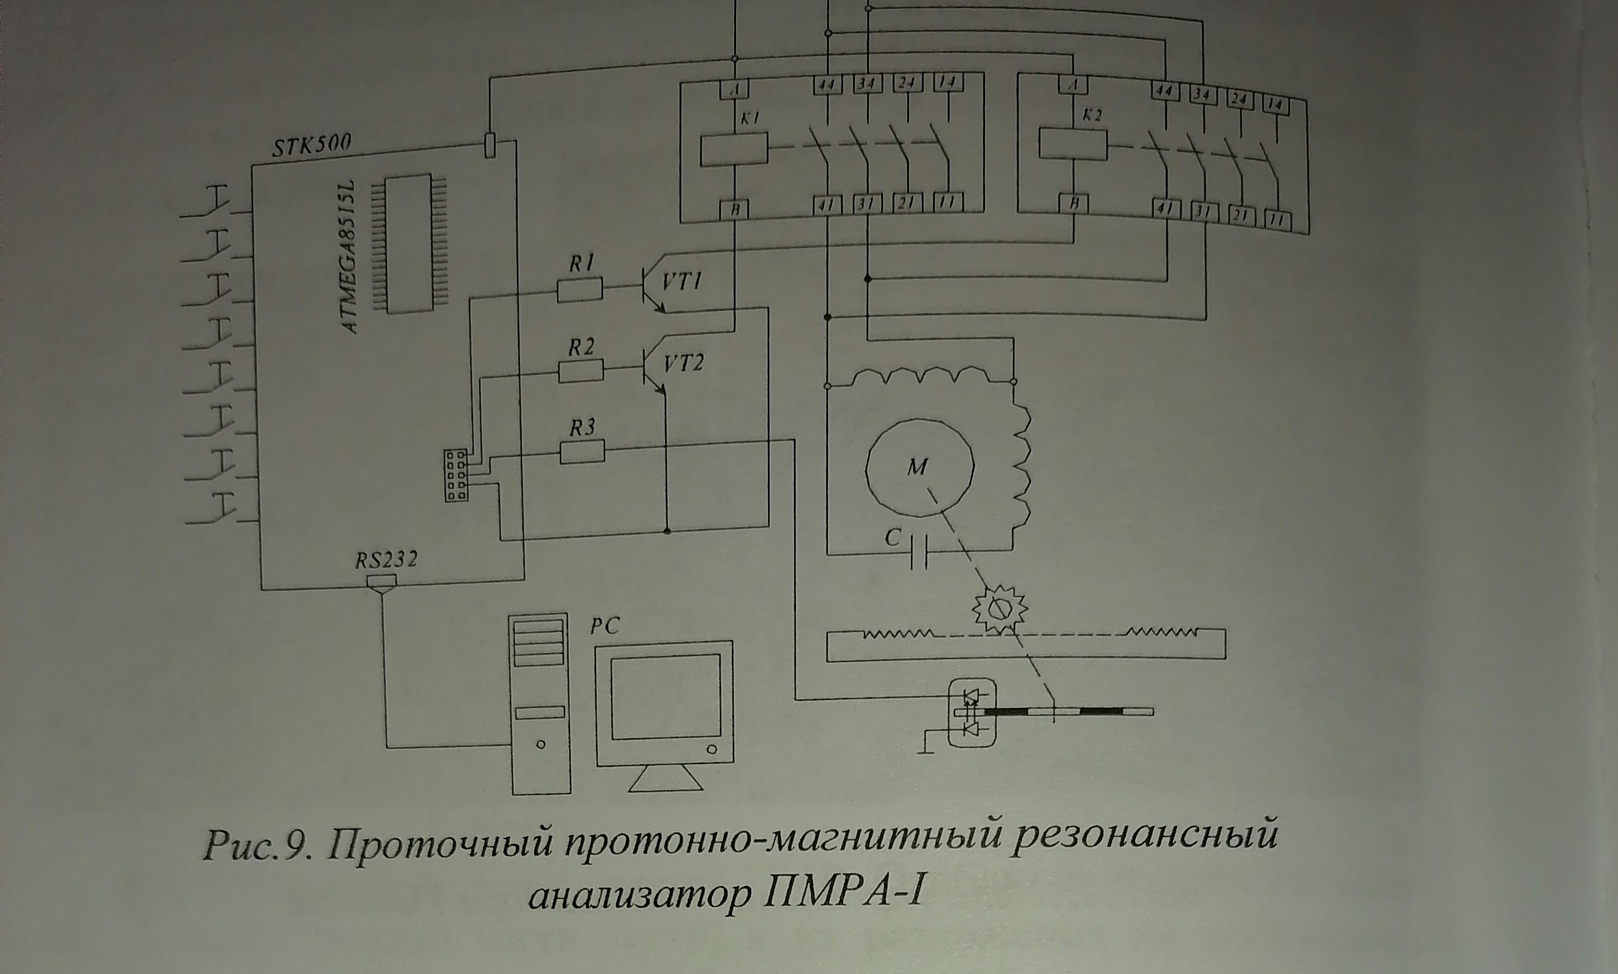 A 44 34 24 14
A 44 34 24 14
K1
K2
STK500
ATMEGA8515L
B 41 31 21 11
B 41 31 21 11
R1
VT1
R2
VT2
R3
M
C
RS232
PC
Рис.9. Проточный протонно-магнитный резонансный
анализатор ПМРА-I